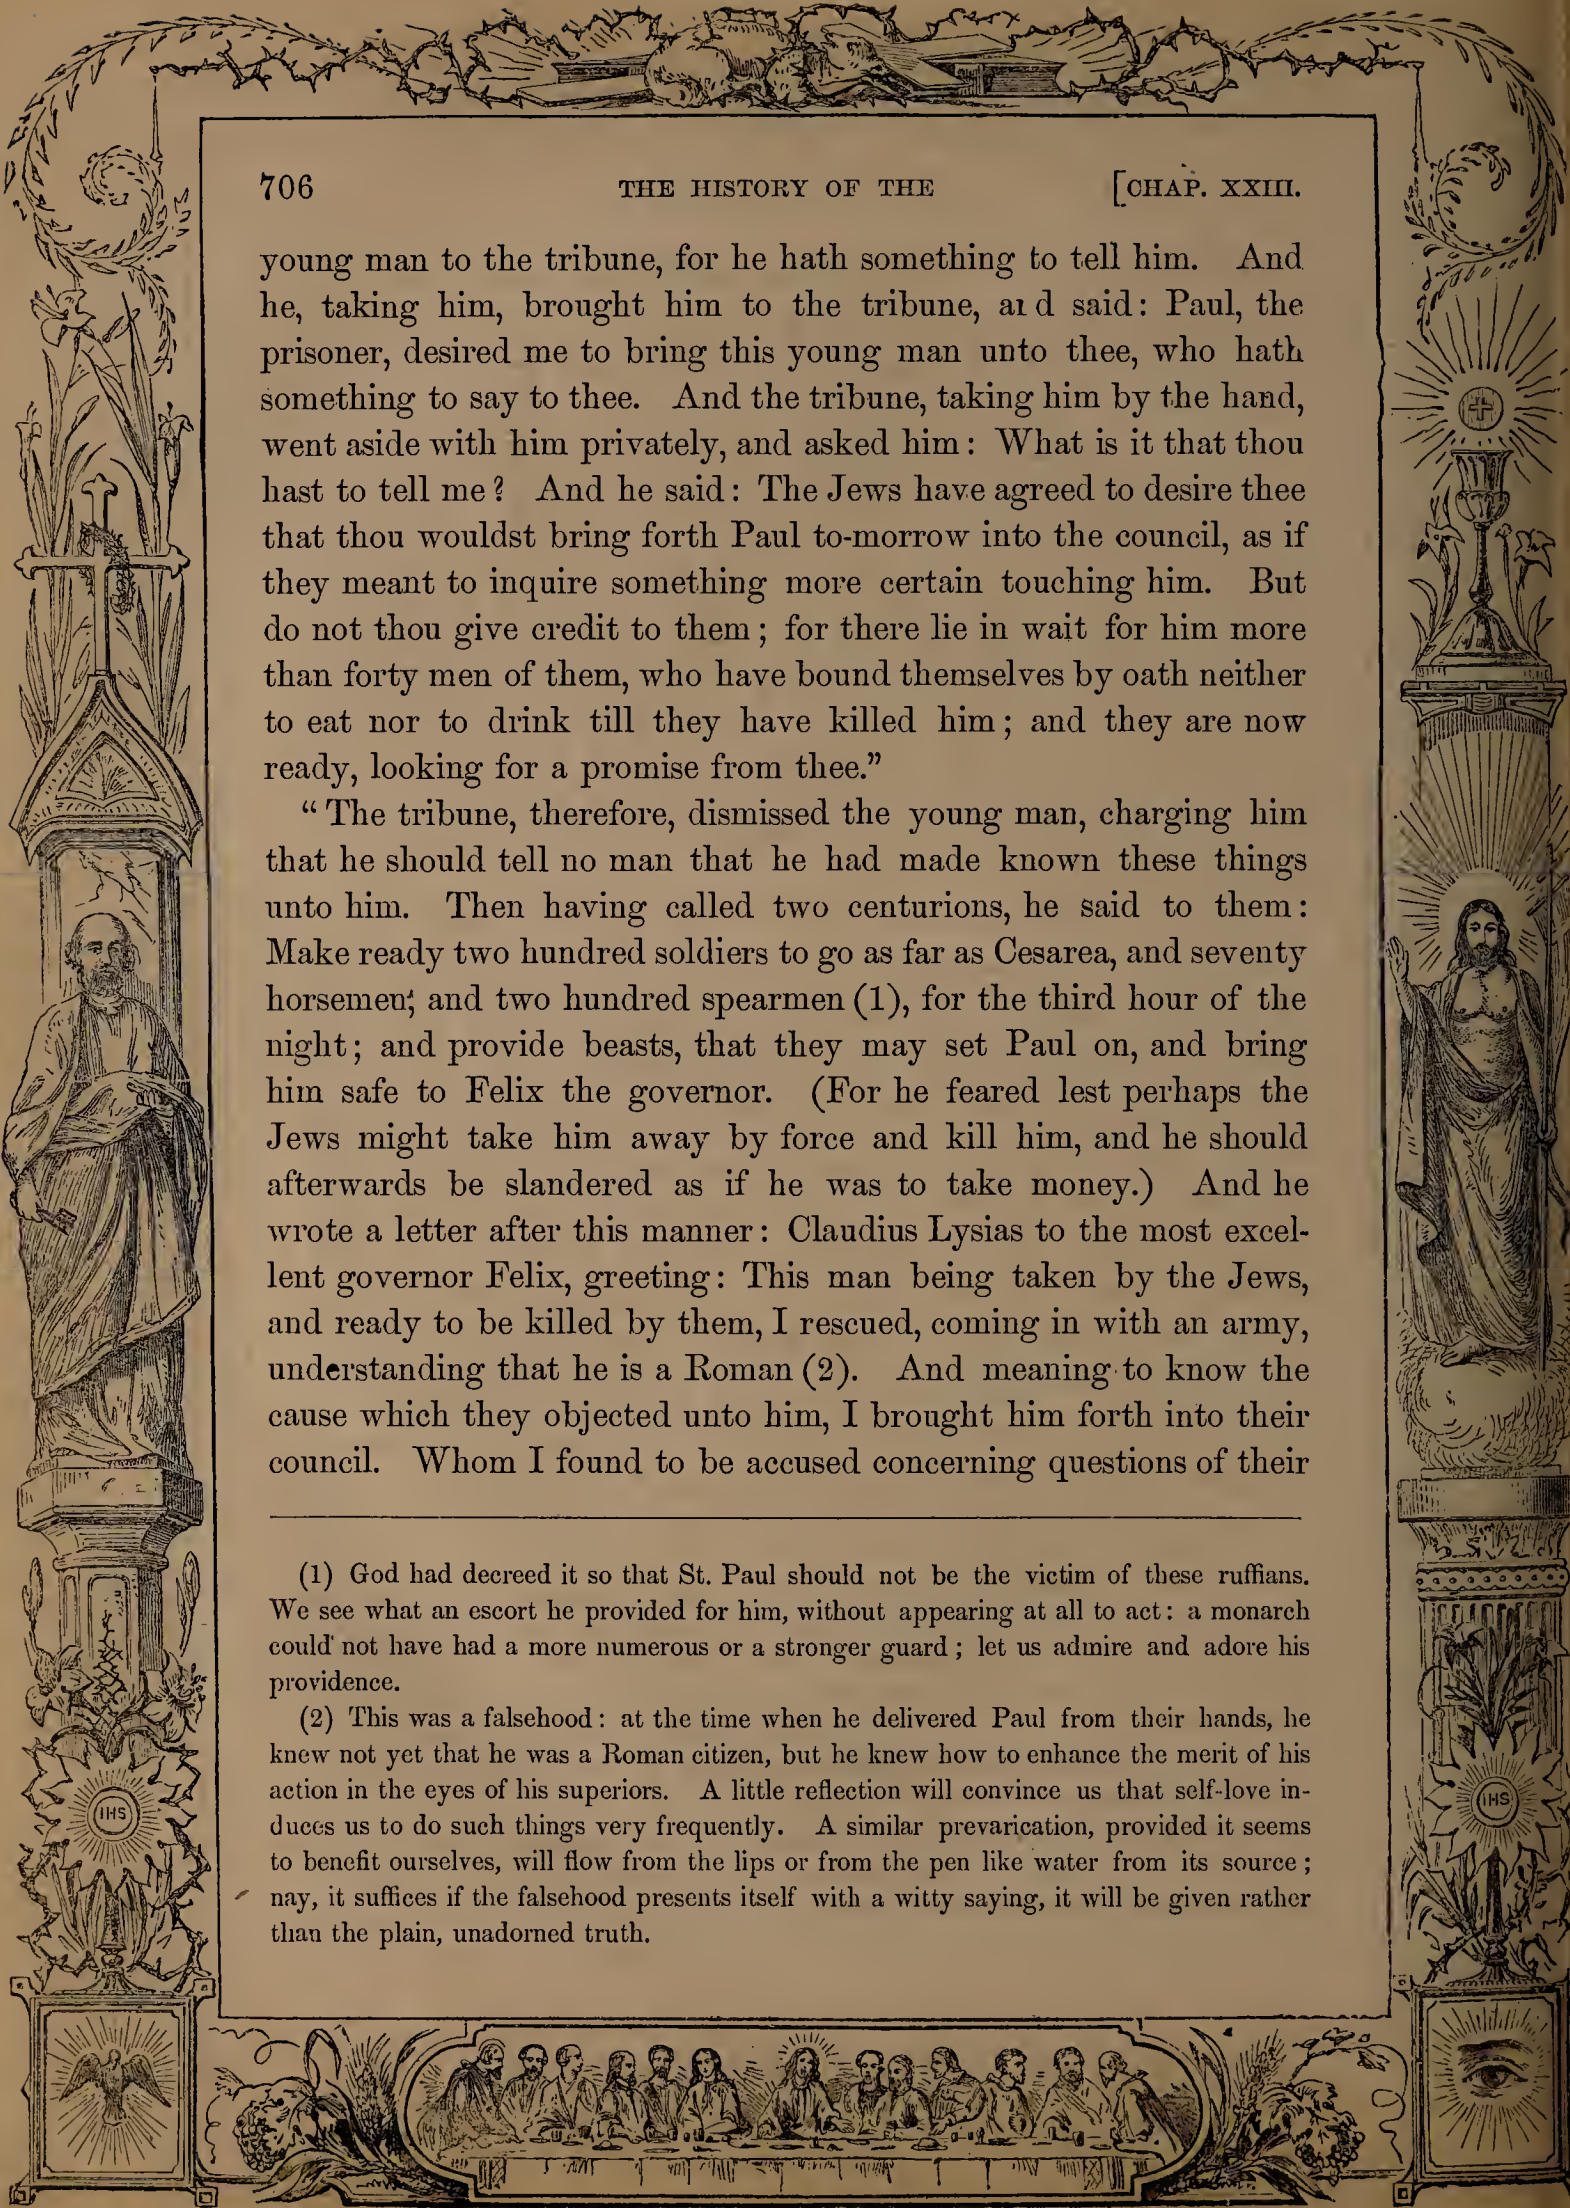 706 THE HISTORY OF THE [CHAP. XXIII.
young man to the tribune, for he hath something to tell him. And
he, taking him, brought him to the tribune, ai d said: Paul, the
prisoner, desired me to bring this young man unto thee, who hath
something to say to thee. And the tribune, taking him by the hand,
went aside with him privately, and asked him: What is it that thou
hast to tell me? And he said: The Jews have agreed to desire thee
that thou wouldst bring forth Paul to-morrow into the council, as if
they meant to inquire something more certain touching him. But
do not thou give credit to them; for there lie in wait for him more
than forty men of them, who have bound themselves by oath neither
to eat nor to drink till they have killed him; and they are now
ready, looking for a promise from thee.”
“The tribune, therefore, dismissed the young man, charging him
that he should tell no man that he had made known these things
unto him. Then having called two centurions, he said to them:
Make ready two hundred soldiers to go as far as Cesarea, and seventy
horsemen; and two hundred spearmen (1), for the third hour of the
night; and provide beasts, that they may set Paul on, and bring
him safe to Felix the governor. (For he feared lest perhaps the
Jews might take him away by force and kill him, and he should
afterwards be slandered as if he was to take money.) And he
wrote a letter after this manner: Claudius Lysias to the most excel-
lent governor Felix, greeting: This man being taken by the Jews,
and ready to be killed by them, I rescued, coming in with an army,
understanding that he is a Roman (2). And meaning to know the
cause which they objected unto him, I brought him forth into their
council. Whom I found to be accused concerning questions of their
(1) God had decreed it so that St. Paul should not be the victim of these ruffians.
We see what an escort he provided for him, without appearing at all to act: a monarch
could not have had a more numerous or a stronger guard; let us admire and adore his
providence.
(2) This was a falsehood: at the time when he delivered Paul from their hands, he
knew not yet that he was a Roman citizen, but he knew how to enhance the merit of his
action in the eyes of his superiors. A little reflection will convince us that self-love in-
duces us to do such things very frequently. A similar prevarication, provided it seems
to benefit ourselves, will flow from the lips or from the pen like water from its source;
nay, it suffices if the falsehood presents itself with a witty saying, it will be given rather
than the plain, unadorned truth.
IHS
IHS